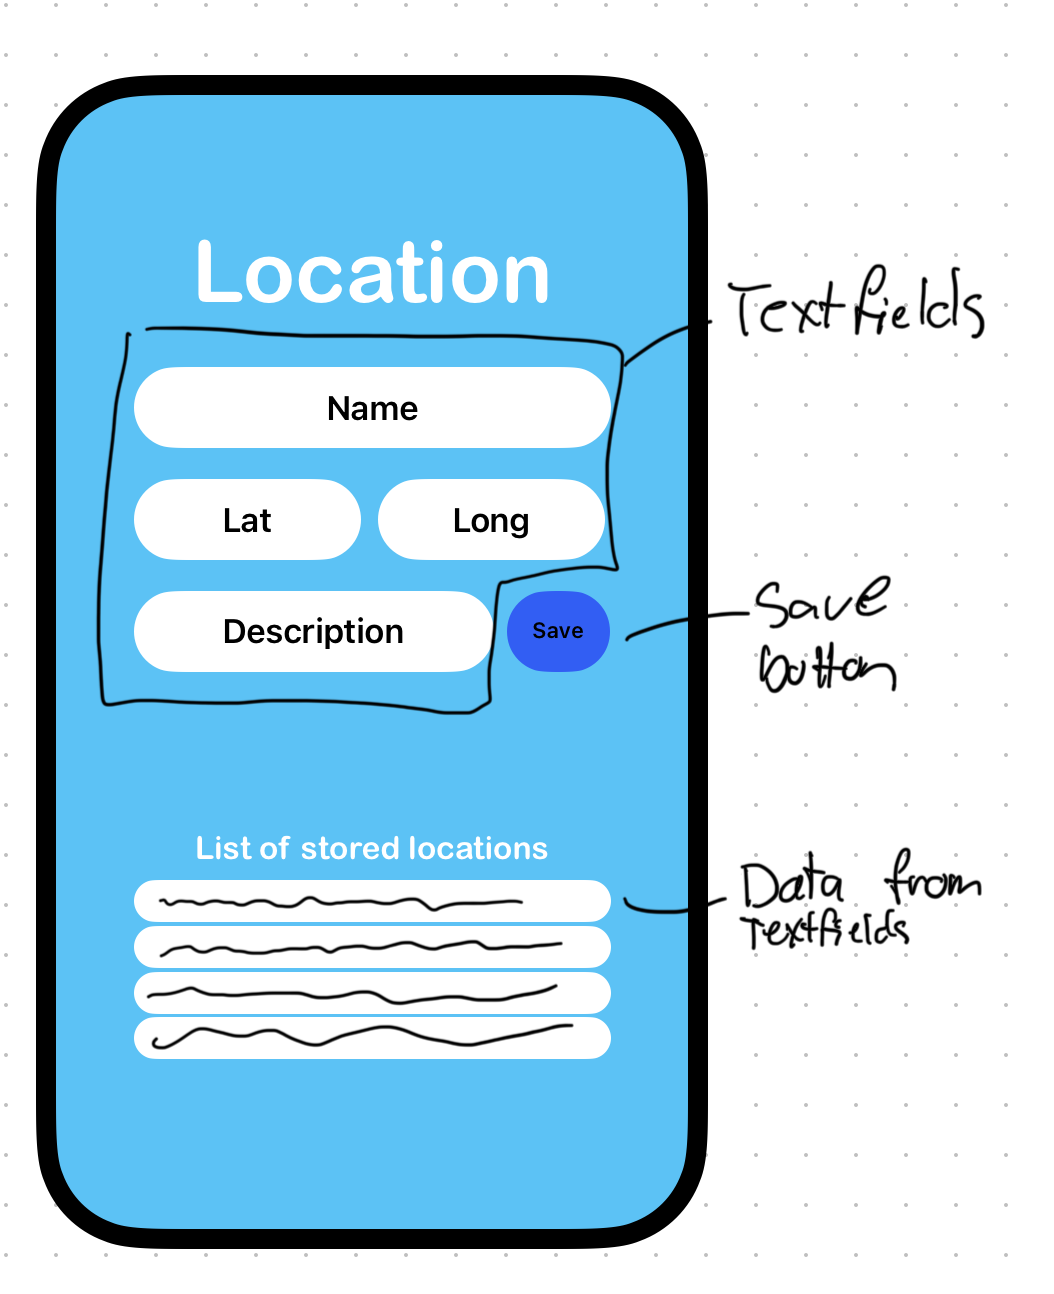 Location
Textfields
Name
Lat
Long
Description
Save
Save
button
List of stored locations
Data from
Textfields